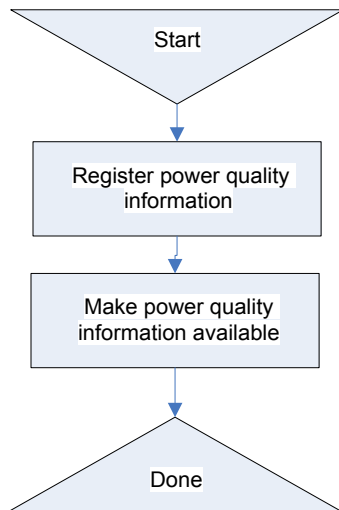 Start
Register power quality
information
Make power quality
information available
Done